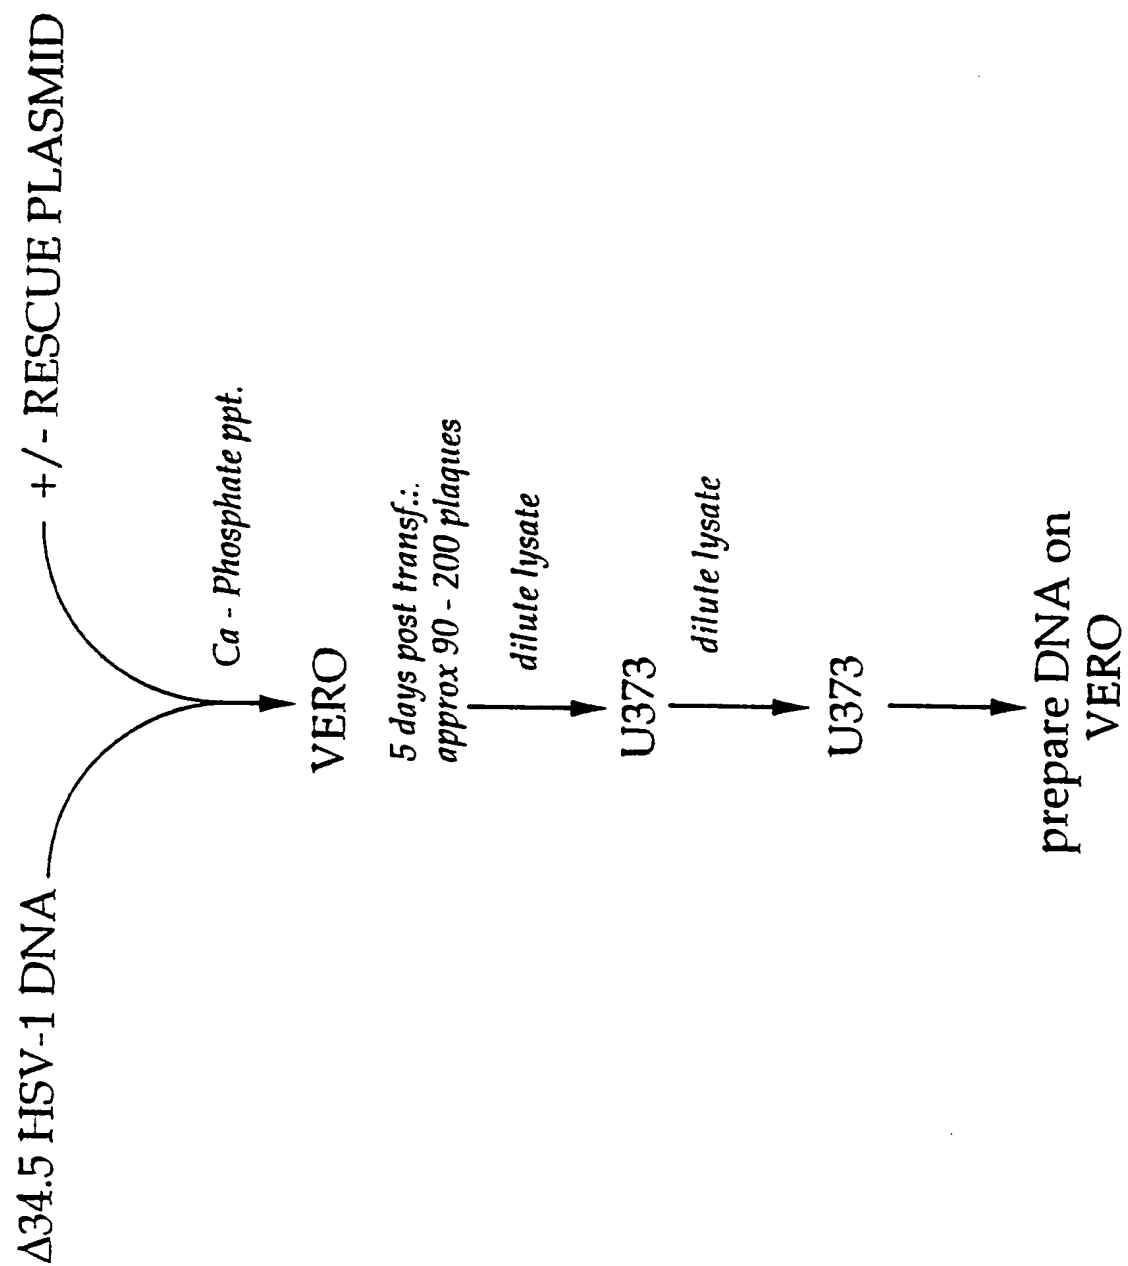 Δ34.5 HSV-1 DNA
+/- RESCUE PLASMID
Ca - Phosphate ppt.
VERO
5 days post transf.:.
approx 90 - 200 plaques
dilute lysate
U373
dilute lysate
U373
prepare DNA on
VERO